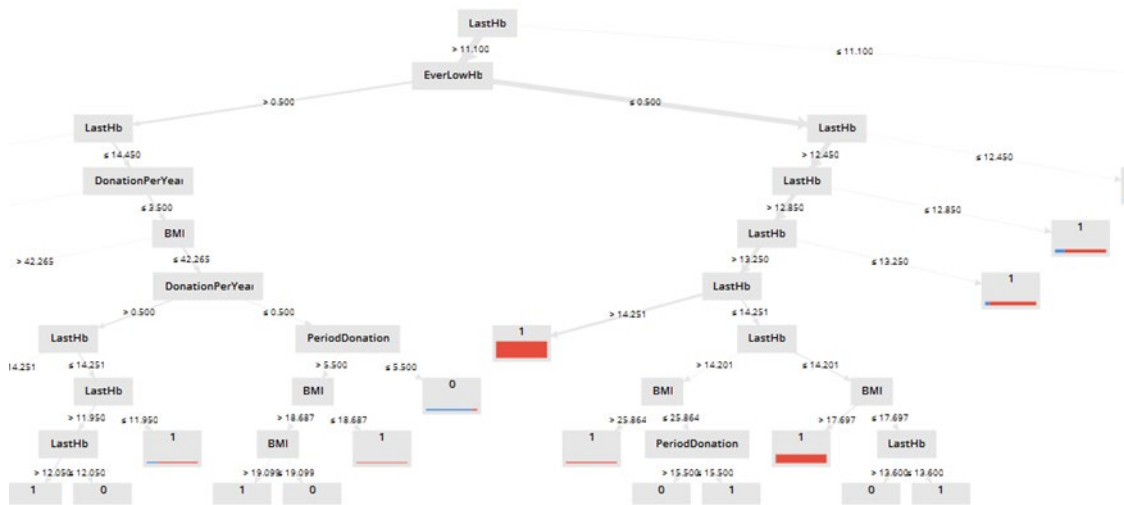 LastHb
> 11.100
≤ 11.100
EverLowHb
> 0.500
≤ 0.500
LastHb
LastHb
≤ 14.450
> 12.450
≤ 12.450
DonationPerYear
LastHb
≤ 3.500
> 12.850
≤ 12.850
BMI
LastHb
1
> 42.265
≤ 42.265
> 13.250
≤ 13.250
DonationPerYear
LastHb
1
> 0.500
≤ 0.500
> 14.251
≤ 14.251
LastHb
PeriodDonation
1
LastHb
14.251
≤ 14.251
> 5.500
≤ 5.500
> 14.201
≤ 14.201
LastHb
BMI
0
BMI
BMI
> 11.950
≤ 11.950
> 18.687
≤ 18.687
> 25.864
≤ 25.864
> 17.697
≤ 17.697
LastHb
1
BMI
1
1
PeriodDonation
1
LastHb
> 12.050
≤ 12.050
> 19.099
≤ 19.099
> 15.500
≤ 15.500
> 13.600
≤ 13.600
1
0
1
0
0
1
0
1